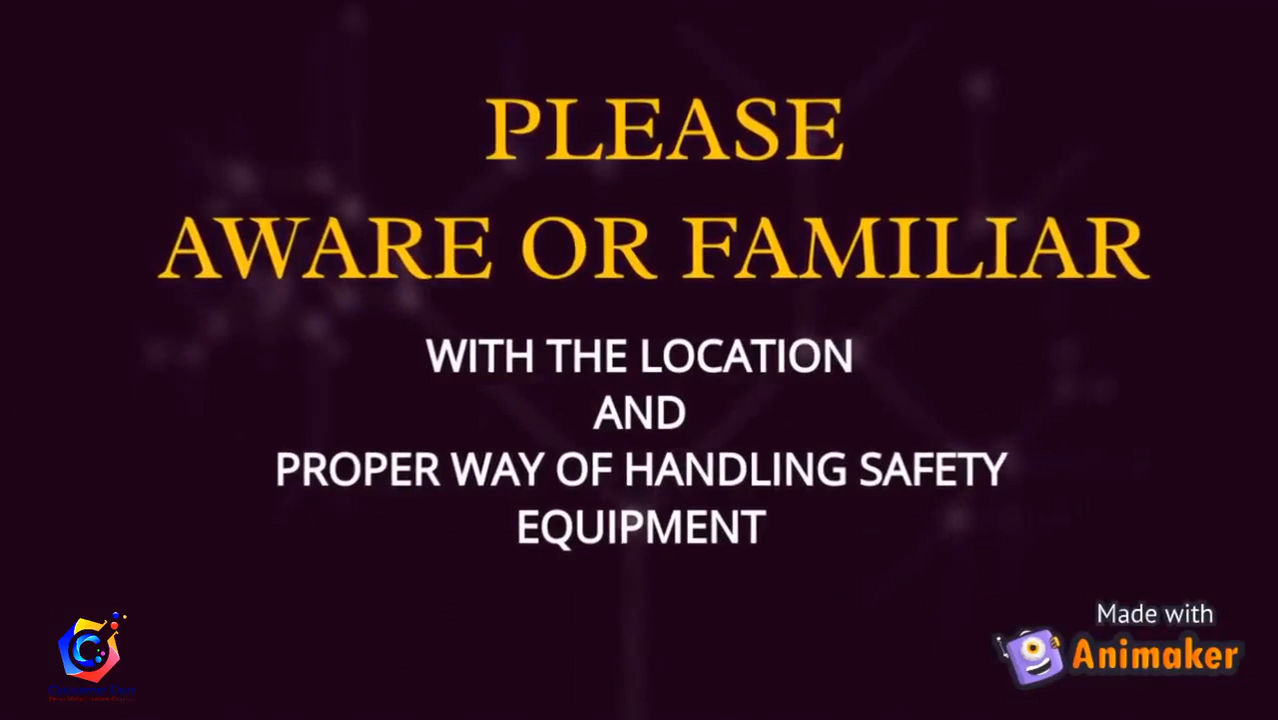 PLEASE
AWARE OR FAMILIAR
WITH THE LOCATION
AND
PROPER WAY OF HANDLING SAFETY
EQUIPMENT
Made with
Animaker